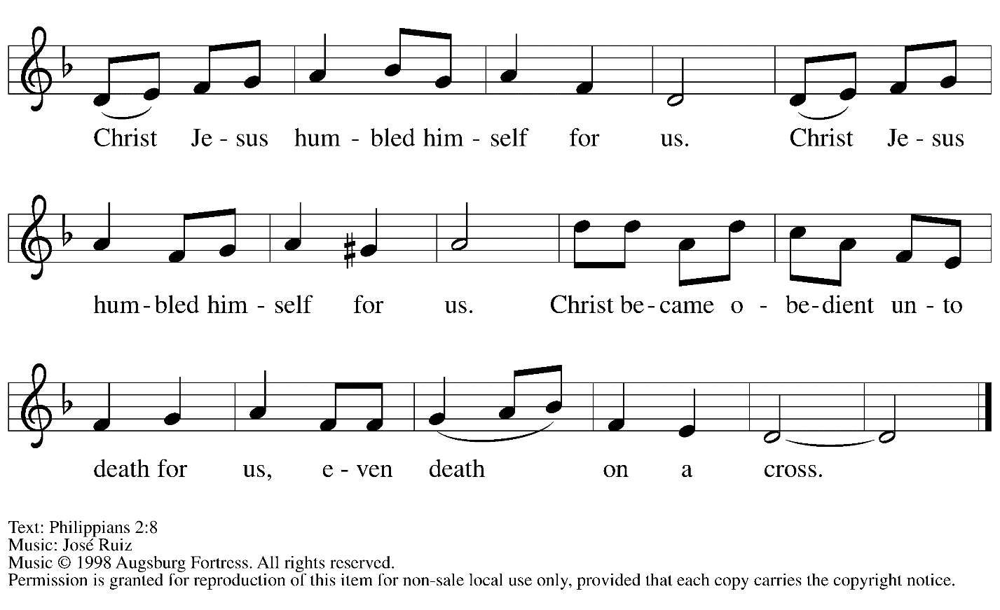 Christ Je - sus hum - bled him - self for us. Christ Je - sus
hum - bled him - self for us. Christ be - came o - be - dient un - to
death for us, e - ven death on a cross.
Text: Philippians 2:8
Music: José Ruiz
Music © 1998 Augsburg Fortress. All rights reserved.
Permission is granted for reproduction of this item for non-sale local use only, provided that each copy carries the copyright notice.